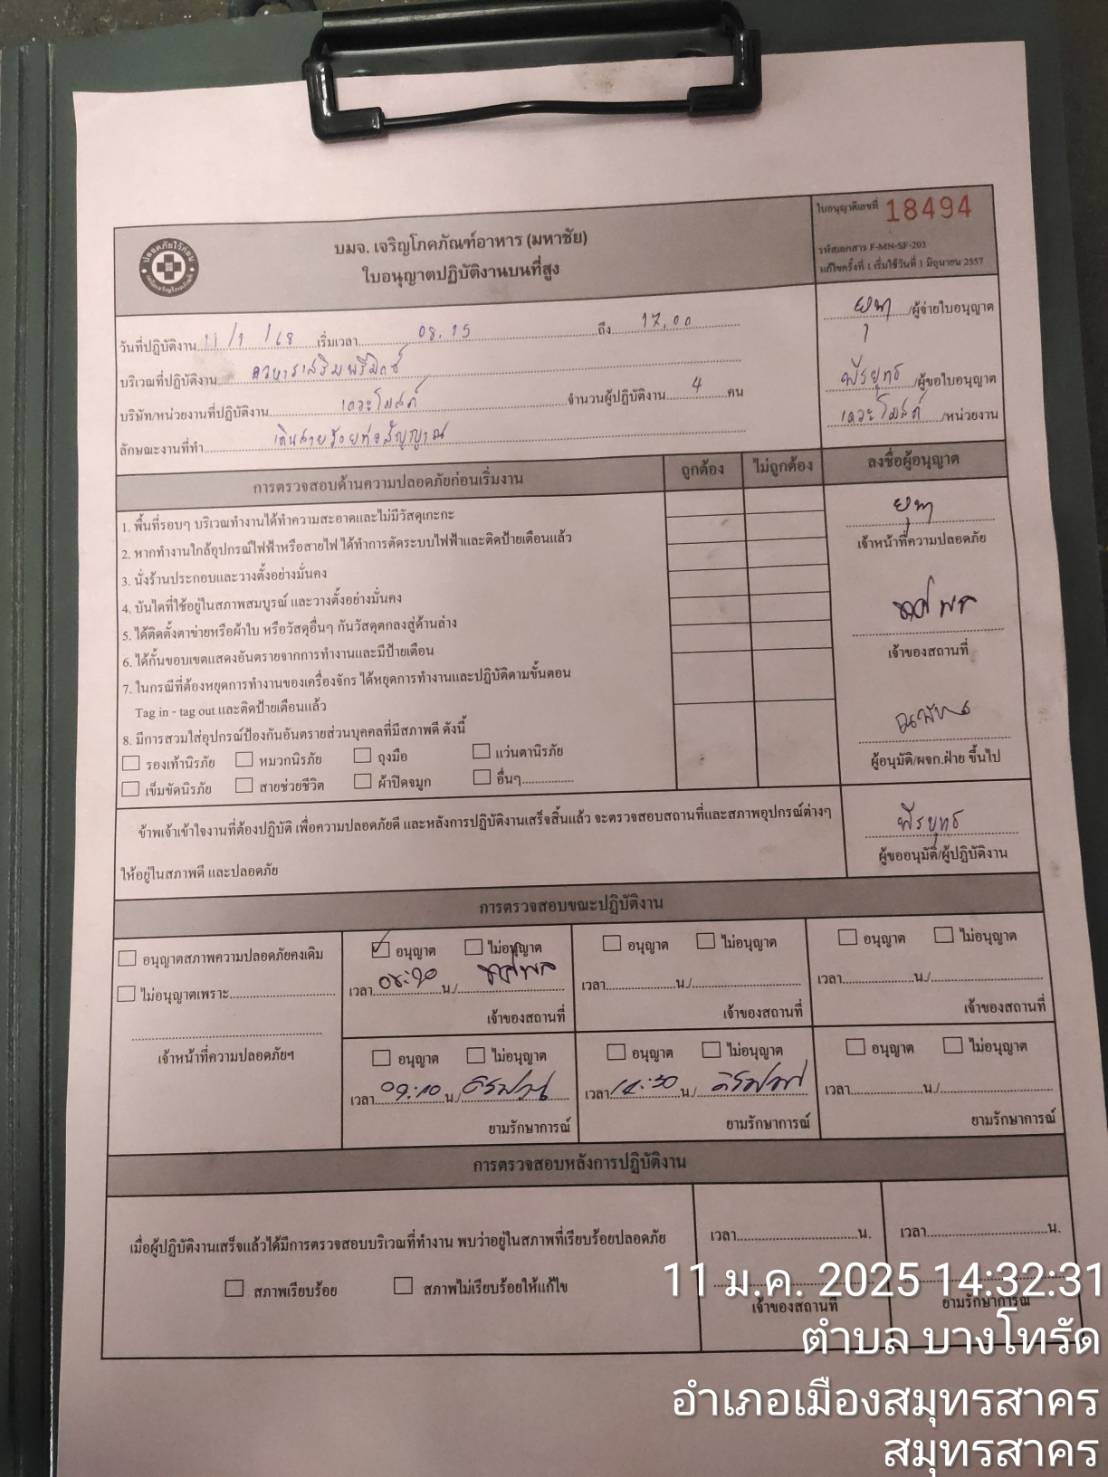 ใบอนุญาตเลขที่ 18494
รหัสเอกสาร F-MN-SF-203
แก้ไขครั้งที่ 1 เริ่มใช้วันที่ 1 มิถุนายน 2557
ปลอดภัยไว้ก่อน
บมจ. เจริญโภคภัณฑ์อาหาร (มหาชัย)
ใบอนุญาตปฏิบัติงานบนที่สูง
วันที่ปฏิบัติงาน 11/1/68 เริ่มเวลา 08.15 ถึง 17.00
/ผู้จ่ายใบอนุญาต
บริเวณที่ปฏิบัติงาน
พีรยุทธ /ผู้ขอใบอนุญาต
บริษัท/หน่วยงานที่ปฏิบัติงาน เดอะโมสต์ จำนวนผู้ปฏิบัติงาน 4 คน
เดอะโมสต์ /หน่วยงาน
ลักษณะงานที่ทำ เดินสายร้อยท่อสัญญาณ
การตรวจสอบด้านความปลอดภัยก่อนเริ่มงาน ถูกต้อง ไม่ถูกต้อง ลงชื่อผู้อนุญาต
1. พื้นที่รอบๆ บริเวณทำงานได้ทำความสะอาดและไม่มีวัสดุเกะกะ
2. หากทำงานใกล้อุปกรณ์ไฟฟ้าหรือสายไฟ ได้ทำการตัดระบบไฟฟ้าและติดป้ายเตือนแล้ว
เจ้าหน้าที่ความปลอดภัย
3. นั่งร้านประกอบและวางตั้งอย่างมั่นคง
4. บันไดที่ใช้อยู่ในสภาพสมบูรณ์ และวางตั้งอย่างมั่นคง
5. ได้ติดตั้งตาข่ายหรือผ้าใบ หรือวัสดุอื่นๆ กันวัสดุตกลงสู่ด้านล่าง
6. ได้กั้นขอบเขตแสดงอันตรายจากการทำงานและมีป้ายเตือน
เจ้าของสถานที่
7. ในกรณีที่ต้องหยุดการทำงานของเครื่องจักร ได้หยุดการทำงานและปฏิบัติตามขั้นตอน
Tag in - tag out และติดป้ายเตือนแล้ว
8. มีการสวมใส่อุปกรณ์ป้องกันอันตรายส่วนบุคคลที่มีสภาพดี ดังนี้
รองเท้านิรภัย หมวกนิรภัย ถุงมือ แว่นตานิรภัย
ผู้อนุมัติ/ผจก.ฝ่าย ขึ้นไป
เข็มขัดนิรภัย สายช่วยชีวิต ผ้าปิดจมูก อื่นๆ
ข้าพเจ้าเข้าใจงานที่ต้องปฏิบัติ เพื่อความปลอดภัยดี และหลังการปฏิบัติงานเสร็จสิ้นแล้ว จะตรวจสอบสถานที่และสภาพอุปกรณ์ต่างๆ
ให้อยู่ในสภาพดี และปลอดภัย
พีรยุทธ
ผู้ขออนุมัติ/ผู้ปฏิบัติงาน
การตรวจสอบขณะปฏิบัติงาน
อนุญาตสภาพความปลอดภัยคงเดิม
ไม่อนุญาตเพราะ
เจ้าหน้าที่ความปลอดภัยฯ
อนุญาต ไม่อนุญาต อนุญาต ไม่อนุญาต อนุญาต ไม่อนุญาต
เวลา 08:20 น./ เวลา น./ เวลา น./
เจ้าของสถานที่ เจ้าของสถานที่ เจ้าของสถานที่
อนุญาต ไม่อนุญาต อนุญาต ไม่อนุญาต อนุญาต ไม่อนุญาต
เวลา 09:10 น./ เวลา น./ เวลา น./
ยามรักษาการณ์ ยามรักษาการณ์ ยามรักษาการณ์
การตรวจสอบหลังการปฏิบัติงาน
เมื่อผู้ปฏิบัติงานเสร็จแล้วได้มีการตรวจสอบบริเวณที่ทำงาน พบว่าอยู่ในสภาพที่เรียบร้อยปลอดภัย
เวลา น. เวลา น.
สภาพเรียบร้อย สภาพไม่เรียบร้อยให้แก้ไข
เจ้าของสถานที่ ยามรักษาการณ์
11 ม.ค. 2025 14:32:31
ตำบล บางโทรัด
อำเภอเมืองสมุทรสาคร
สมุทรสาคร